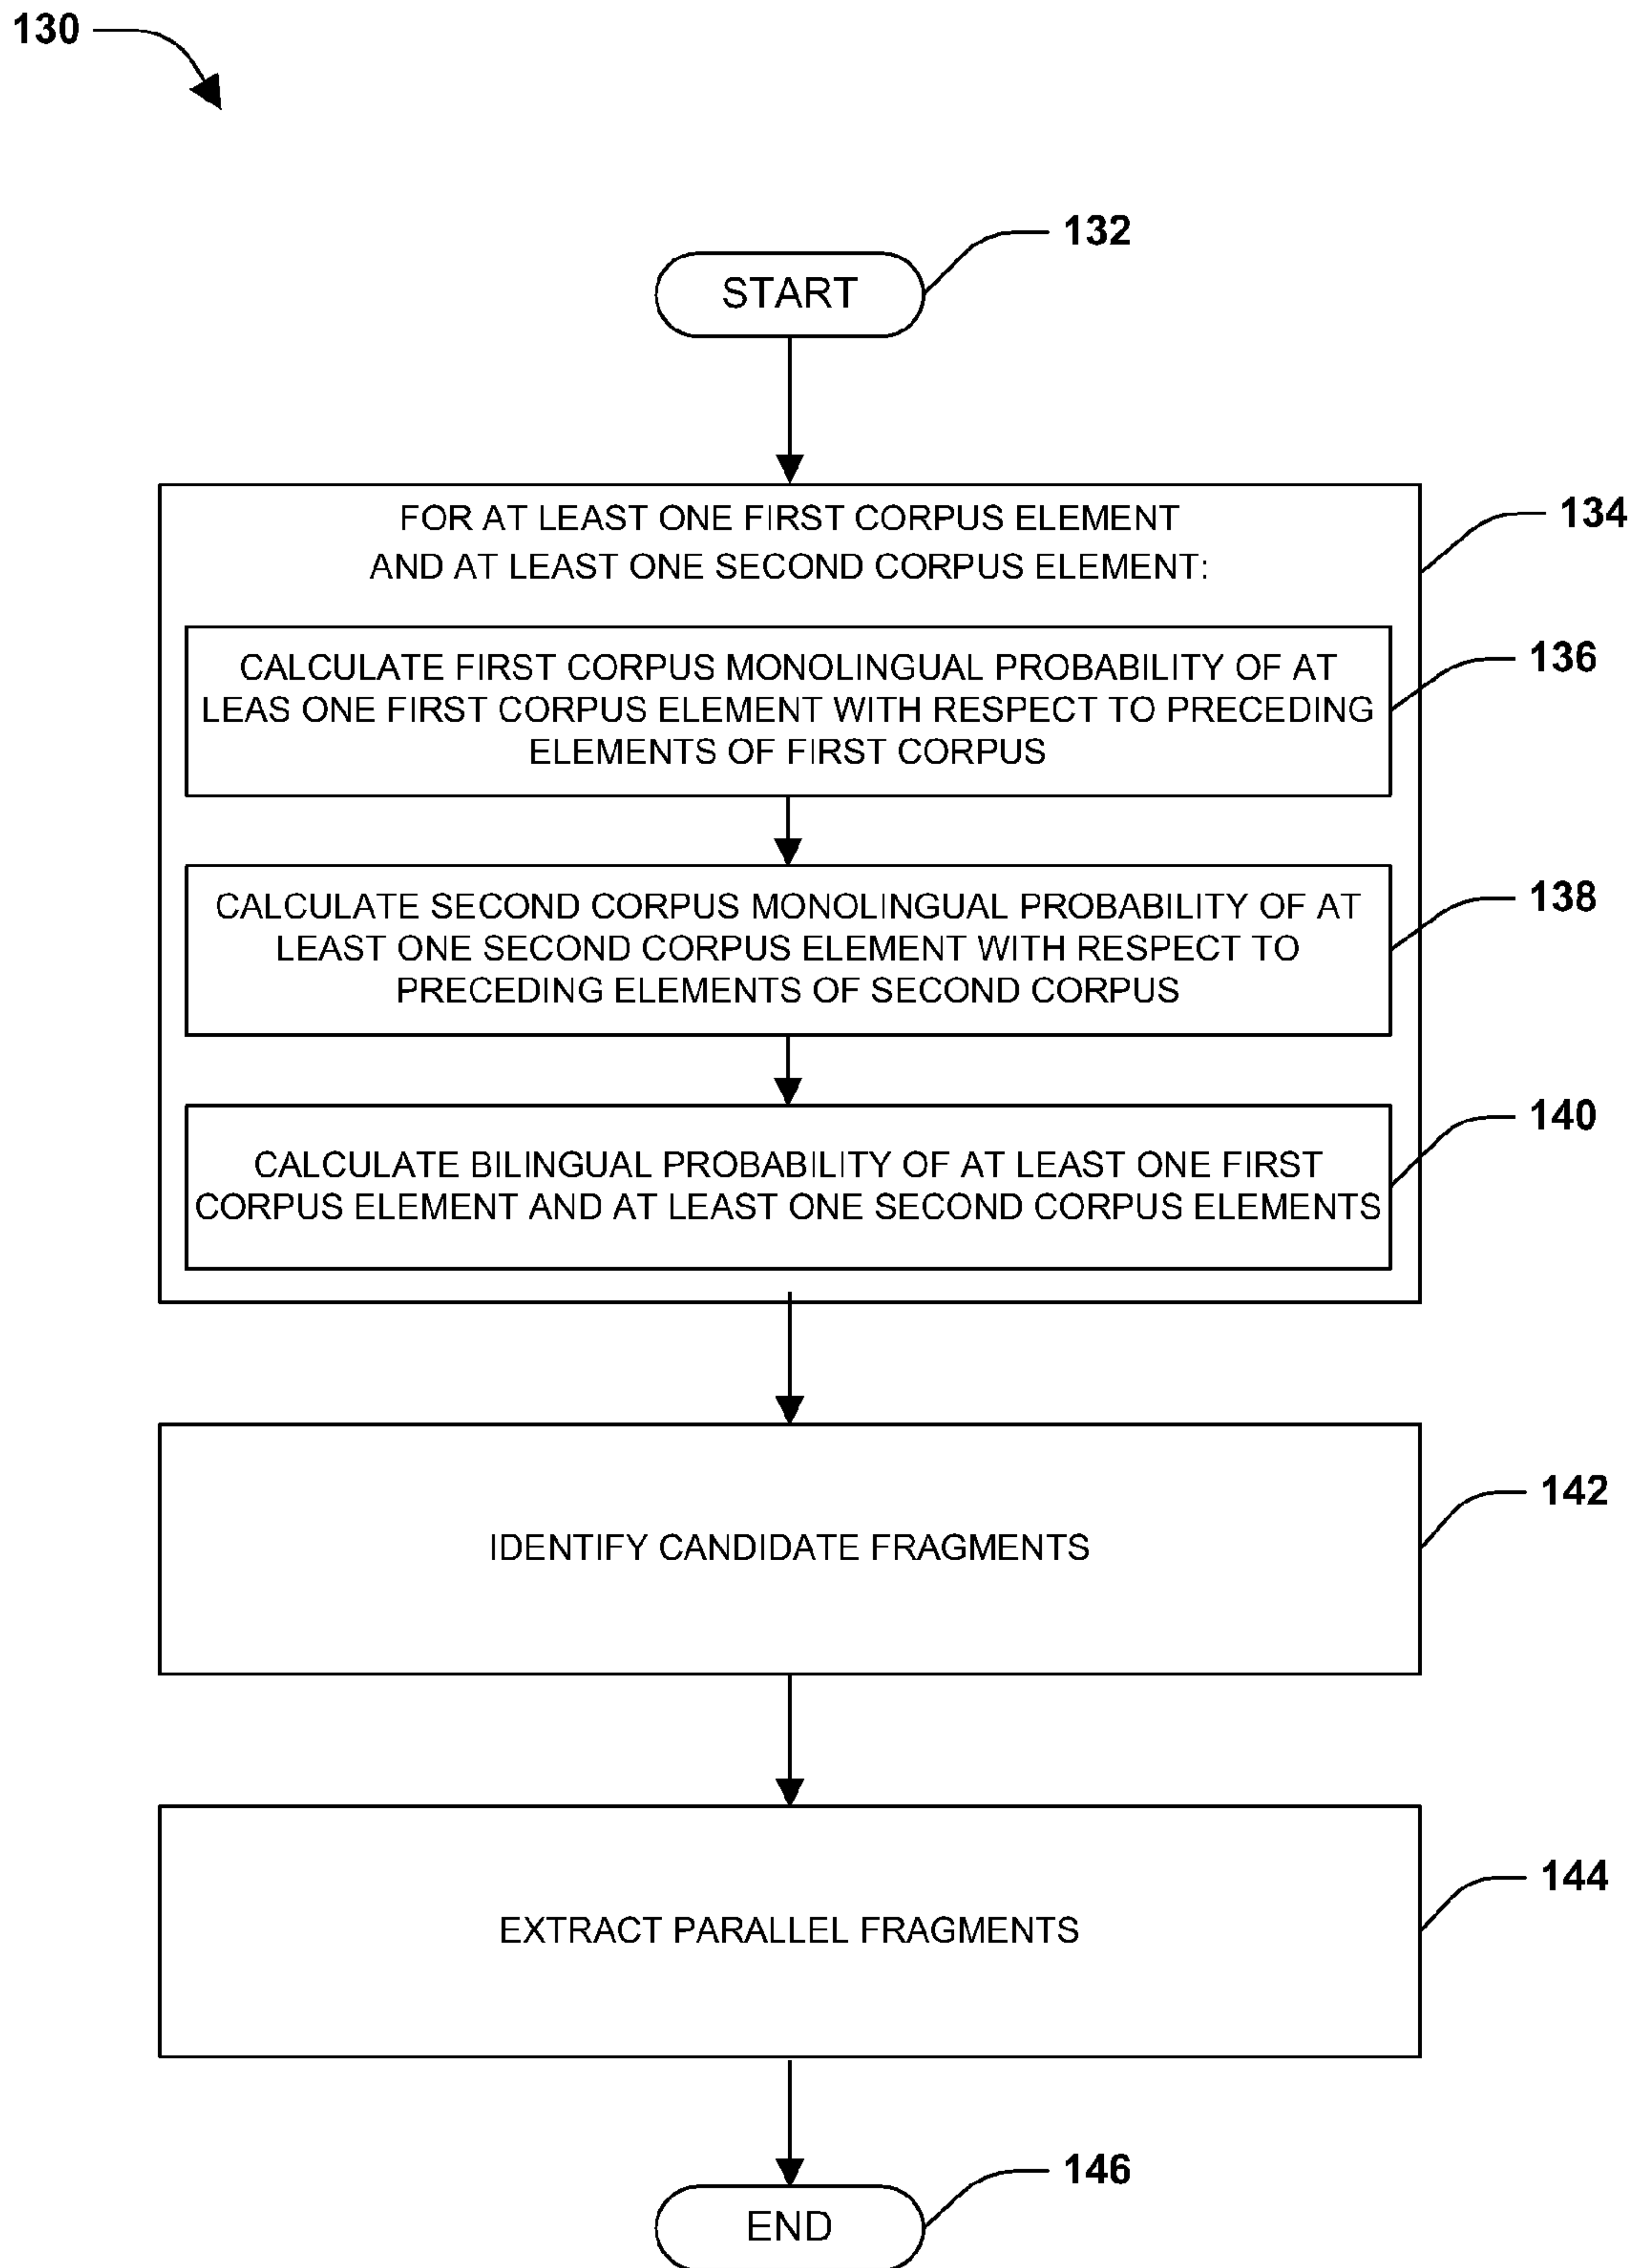 130
132
START
134
FOR AT LEAST ONE FIRST CORPUS ELEMENT
AND AT LEAST ONE SECOND CORPUS ELEMENT:
136
CALCULATE FIRST CORPUS MONOLINGUAL PROBABILITY OF AT
LEAS ONE FIRST CORPUS ELEMENT WITH RESPECT TO PRECEDING
ELEMENTS OF FIRST CORPUS
138
CALCULATE SECOND CORPUS MONOLINGUAL PROBABILITY OF AT
LEAST ONE SECOND CORPUS ELEMENT WITH RESPECT TO
PRECEDING ELEMENTS OF SECOND CORPUS
140
CALCULATE BILINGUAL PROBABILITY OF AT LEAST ONE FIRST
CORPUS ELEMENT AND AT LEAST ONE SECOND CORPUS ELEMENTS
142
IDENTIFY CANDIDATE FRAGMENTS
144
EXTRACT PARALLEL FRAGMENTS
146
END